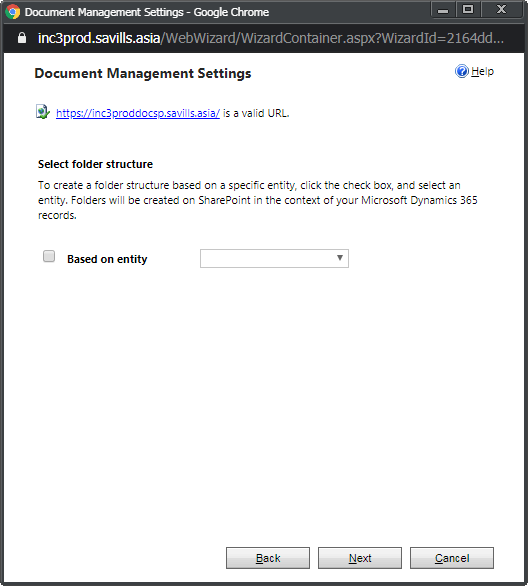 Document Management Settings - Google Chrome
inc3prod.savills.asia/WebWizard/WizardContainer.aspx?WizardId=2164dd...
Document Management Settings
Help
https://inc3proddocsp.savills.asia/ is a valid URL.
Select folder structure
To create a folder structure based on a specific entity, click the check box, and select an
entity. Folders will be created on SharePoint in the context of your Microsoft Dynamics 365
records.
Based on entity
Back Next Cancel